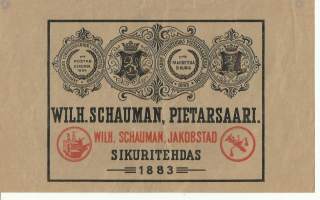 WILH. SCHAUMAN, PIETARSAARI.
WILH. SCHAUMAN, JAKOBSTAD
SIKURITEHDAS
1883